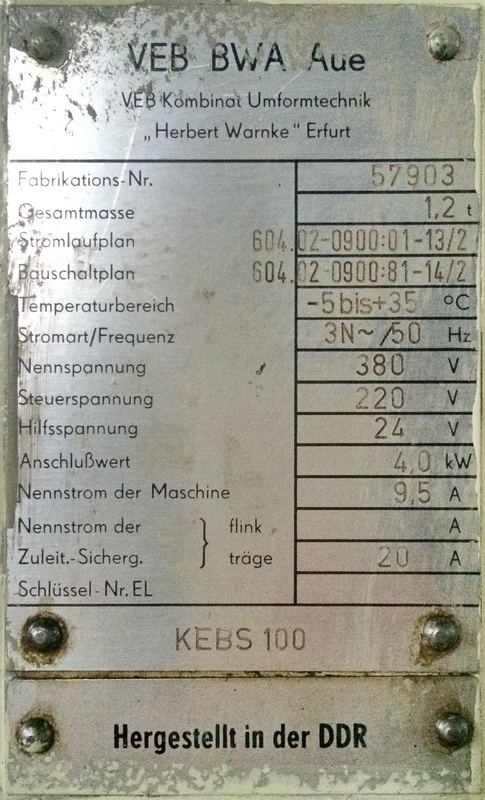 VEB BWA Aue
VEB Kombinat Umformtechnik
„Herbert Warnke“ Erfurt
Fabrikations-Nr. 57903
Gesamtmasse 1,2 t
Stromlaufplan 604.02-0900:01-13/2
Bauschaltplan 604.02-0900:81-14/2
Temperaturbereich -5bis+35 °C
Stromart/Frequenz 3N~/50 Hz
Nennspannung 380 V
Steuerspannung 220 V
Hilfsspannung 24 V
Anschlußwert 4,0 kW
Nennstrom der Maschine 9,5 A
Nennstrom der } flink A
Zuleit.-Sicherg. } träge 20 A
Schlüssel-Nr. EL
KEBS 100
Hergestellt in der DDR